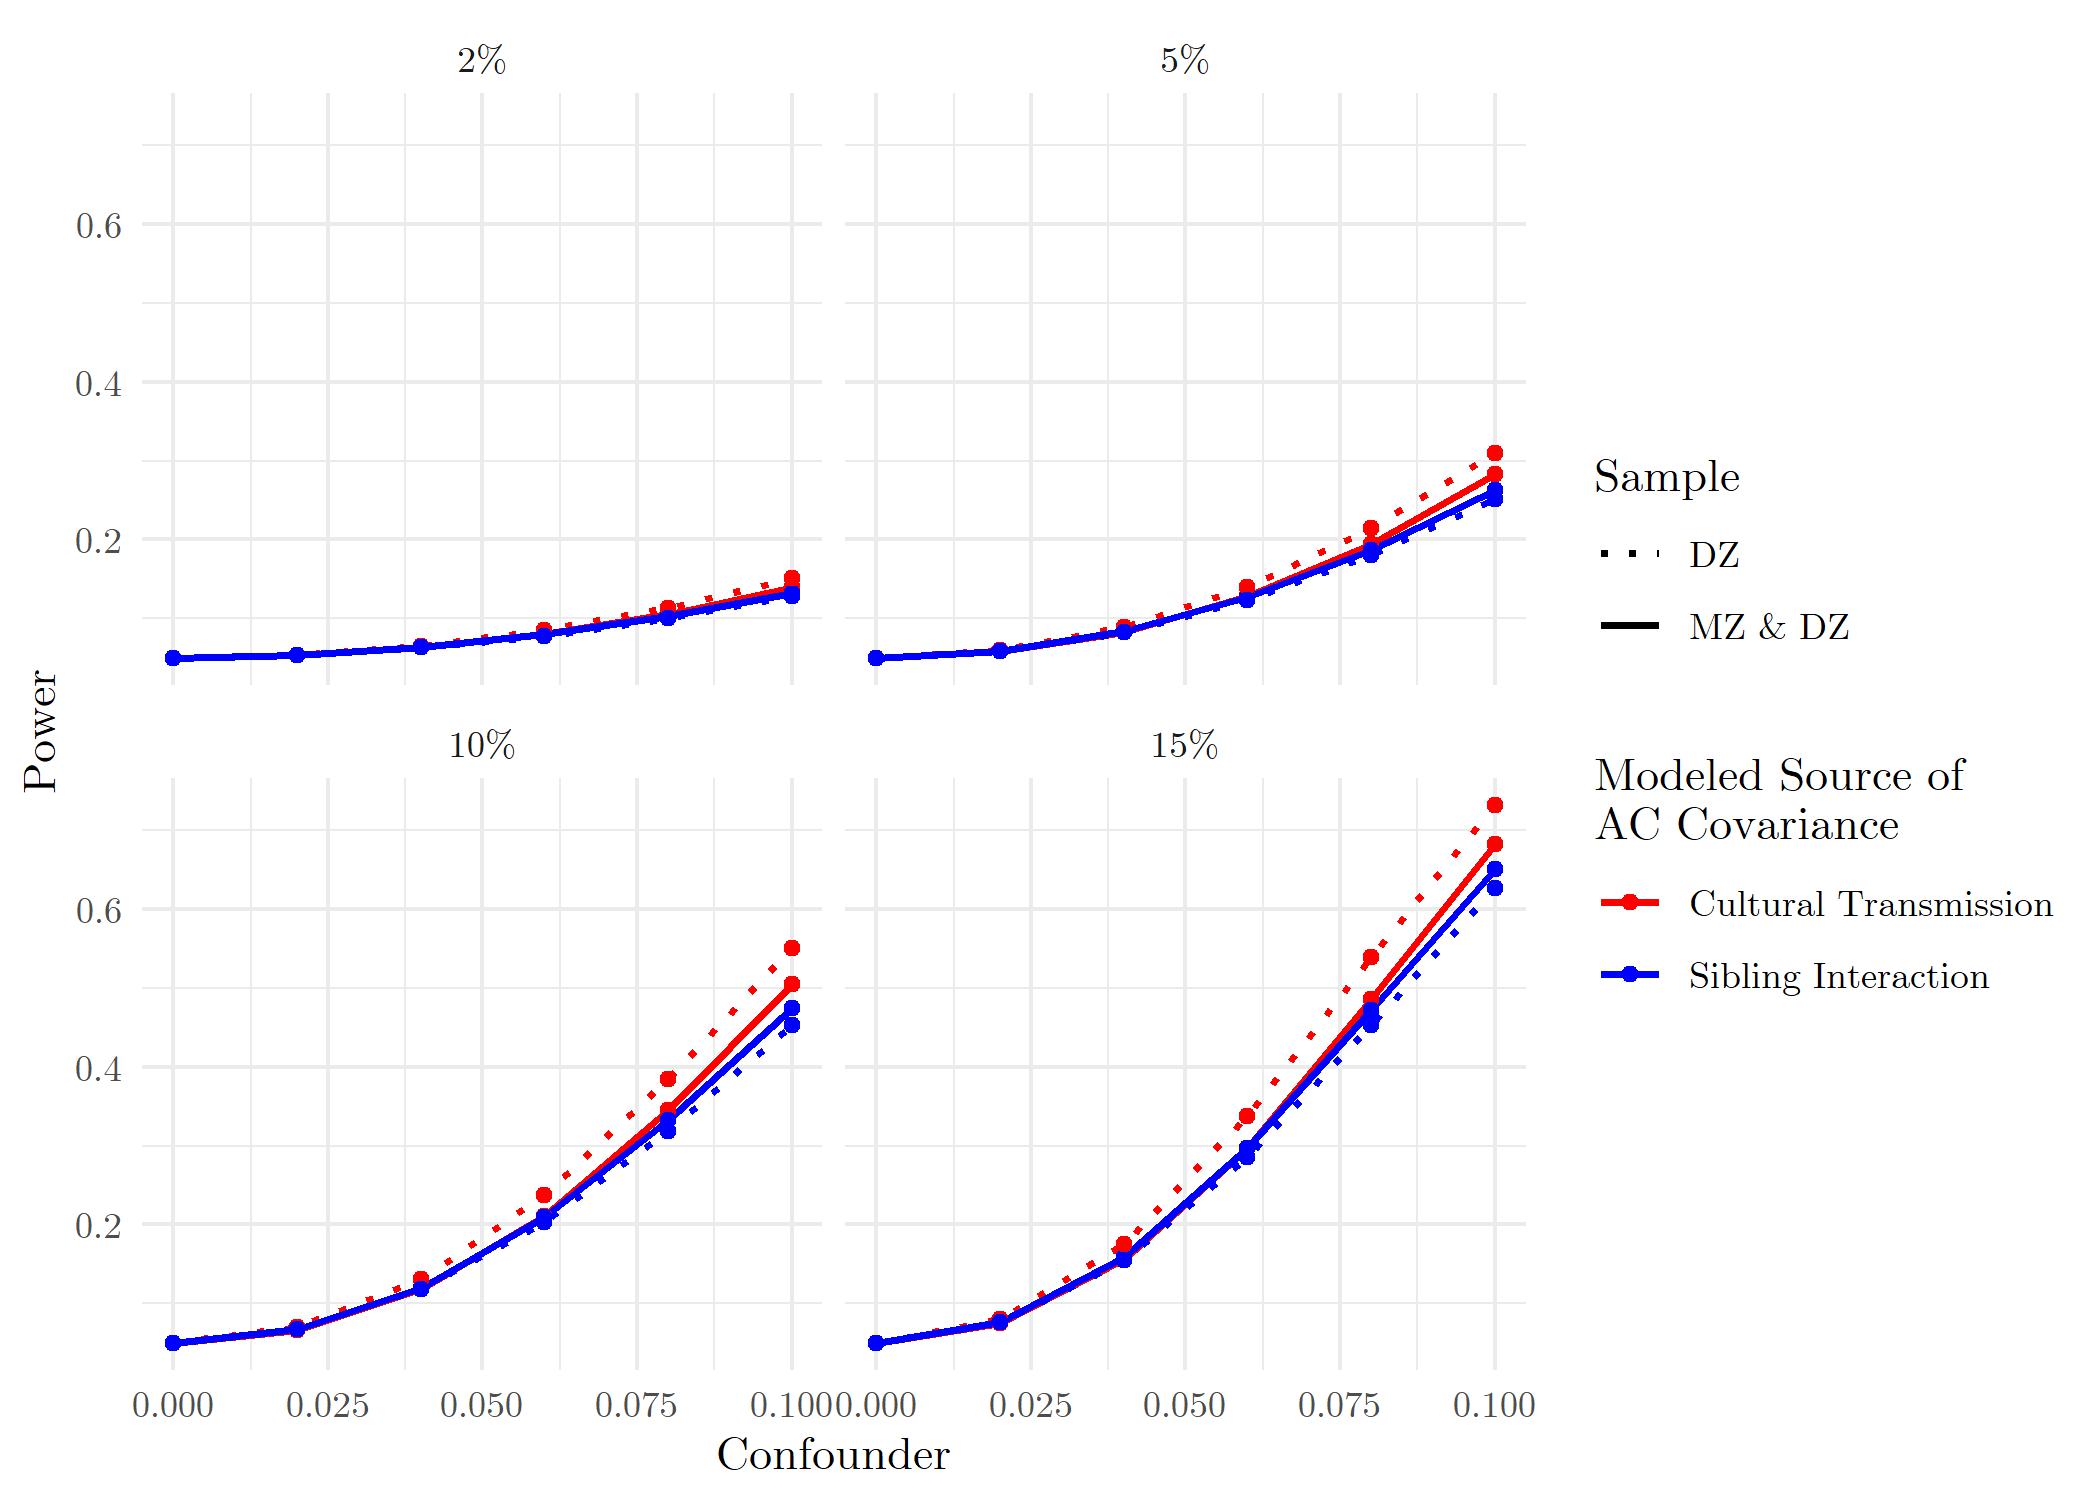 2%
5%
0.6
0.4
0.2
10%
15%
0.6
0.4
0.2
0.000
0.025
0.050
0.075
0.100
0.000
0.025
0.050
0.075
0.100
Confounder
Power
Sample
DZ
MZ & DZ
Modeled Source of
AC Covariance
Cultural Transmission
Sibling Interaction